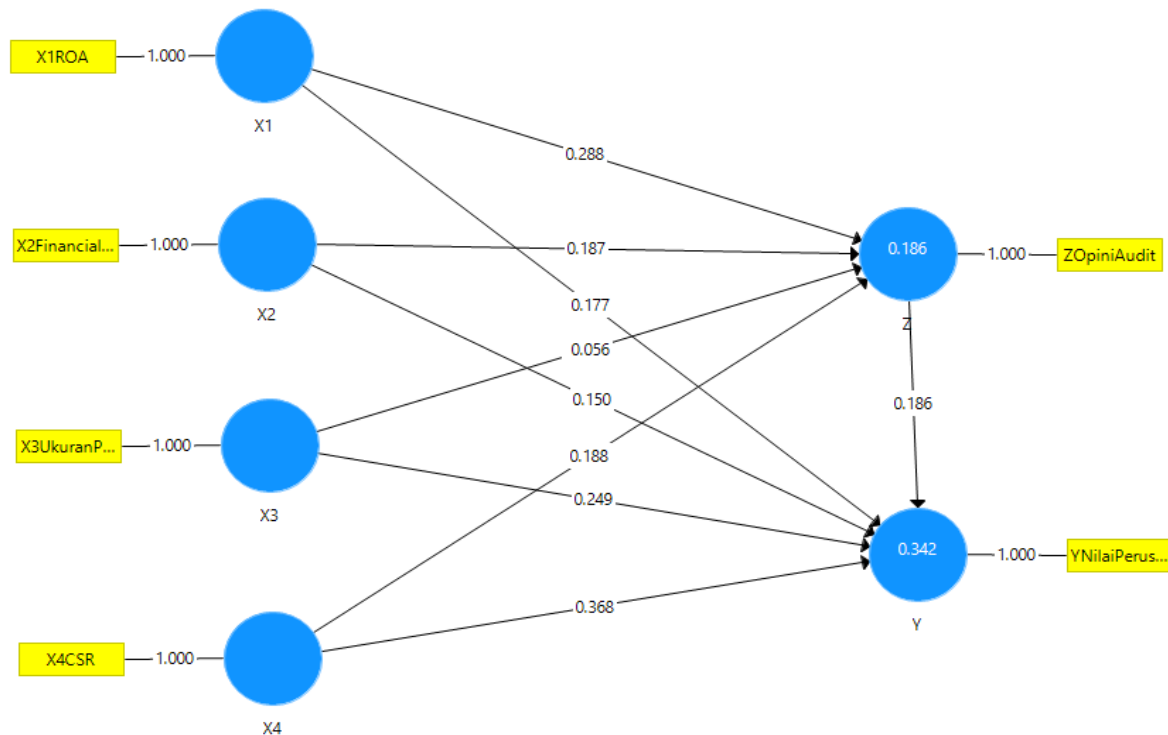 X1ROA
1.000
X1
0.288
X2Financial...
1.000
X2
0.187
0.186
1.000
ZOpiniAudit
Z
0.177
0.056
0.150
0.186
X3UkuranP...
1.000
X3
0.188
0.249
0.342
1.000
YNilaiPerus...
Y
0.368
X4CSR
1.000
X4